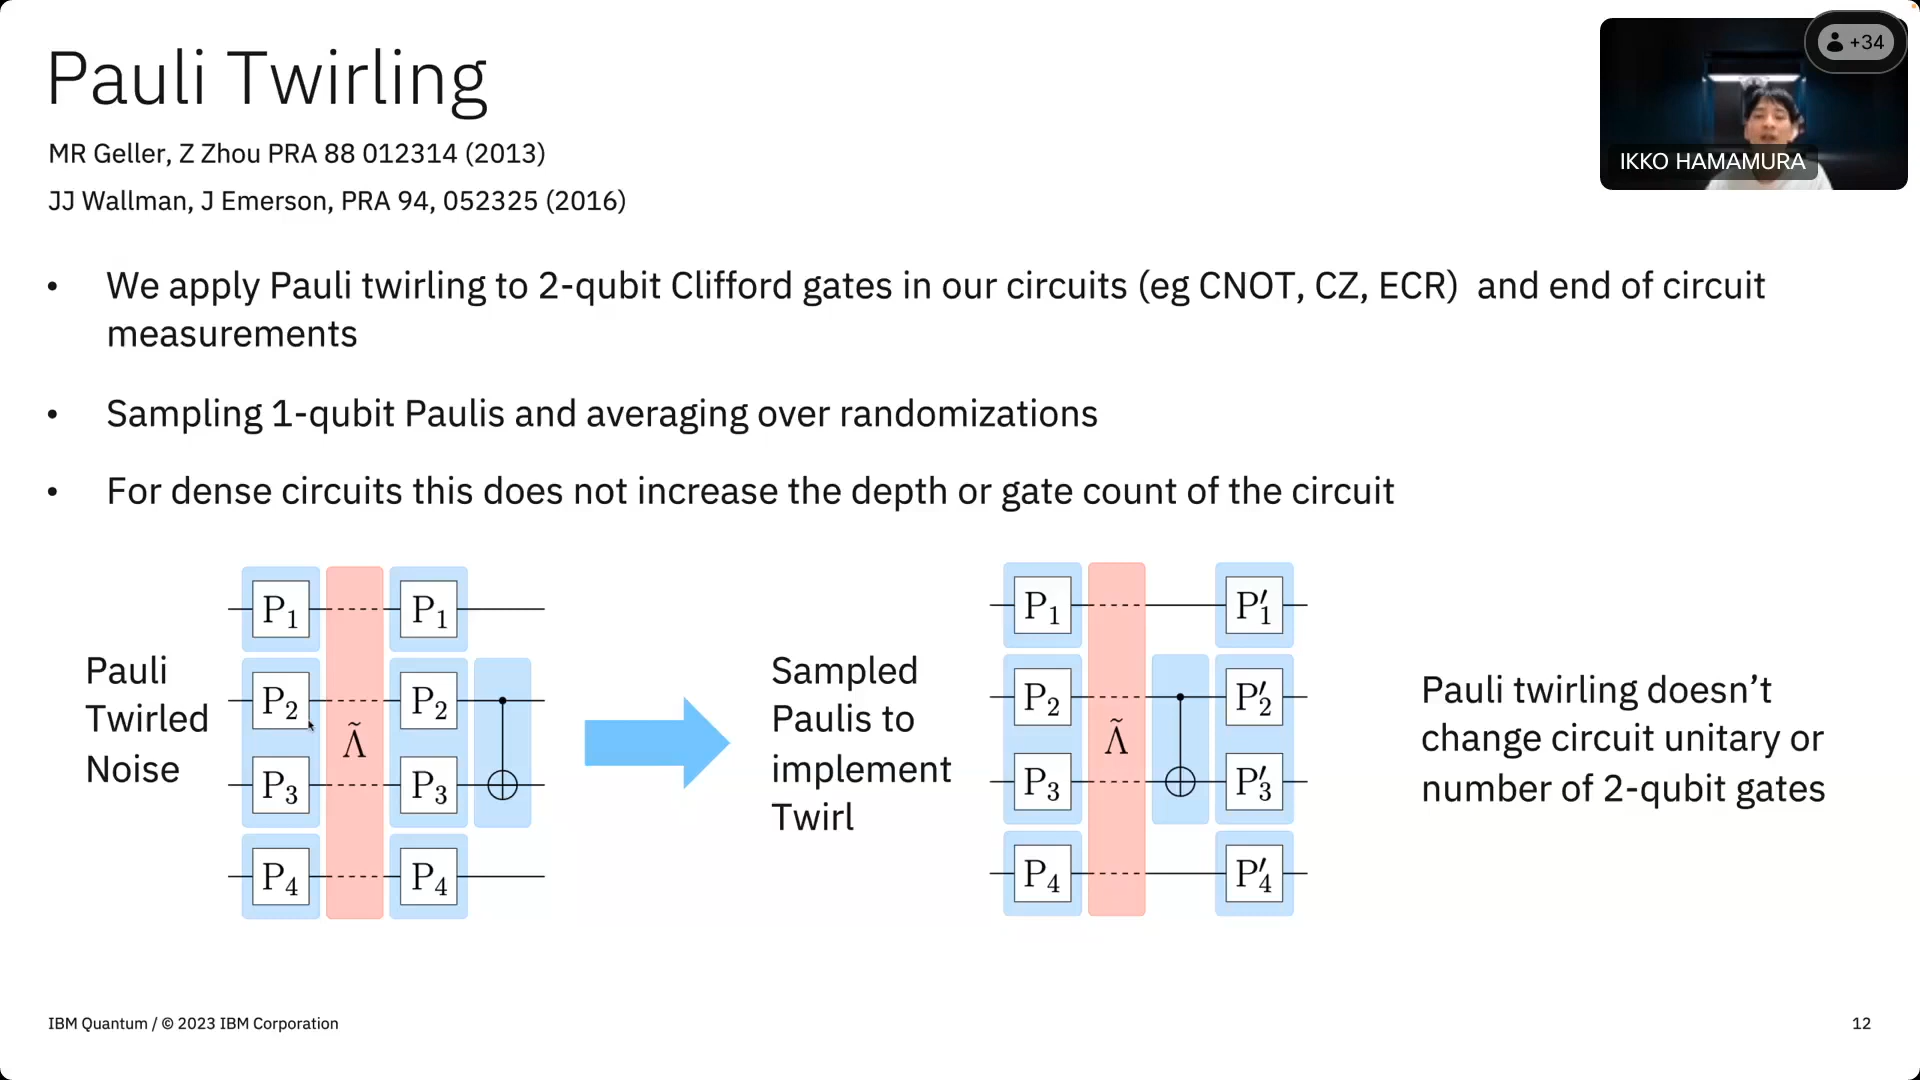 Pauli Twirling
MR Geller, Z Zhou PRA 88 012314 (2013)
JJ Wallman, J Emerson, PRA 94, 052325 (2016)
+34
IKKO HAMAMURA
• We apply Pauli twirling to 2-qubit Clifford gates in our circuits (eg CNOT, CZ, ECR) and end of circuit
measurements
• Sampling 1-qubit Paulis and averaging over randomizations
• For dense circuits this does not increase the depth or gate count of the circuit
Pauli
Twirled
Noise
P₁ P₁
P₂ P₂
Λ̃
P₃ P₃
P₄ P₄
Sampled
Paulis to
implement
Twirl
P₁ P′₁
P₂ P′₂
Λ̃
P₃ P′₃
P₄ P′₄
Pauli twirling doesn’t
change circuit unitary or
number of 2-qubit gates
IBM Quantum / © 2023 IBM Corporation
12